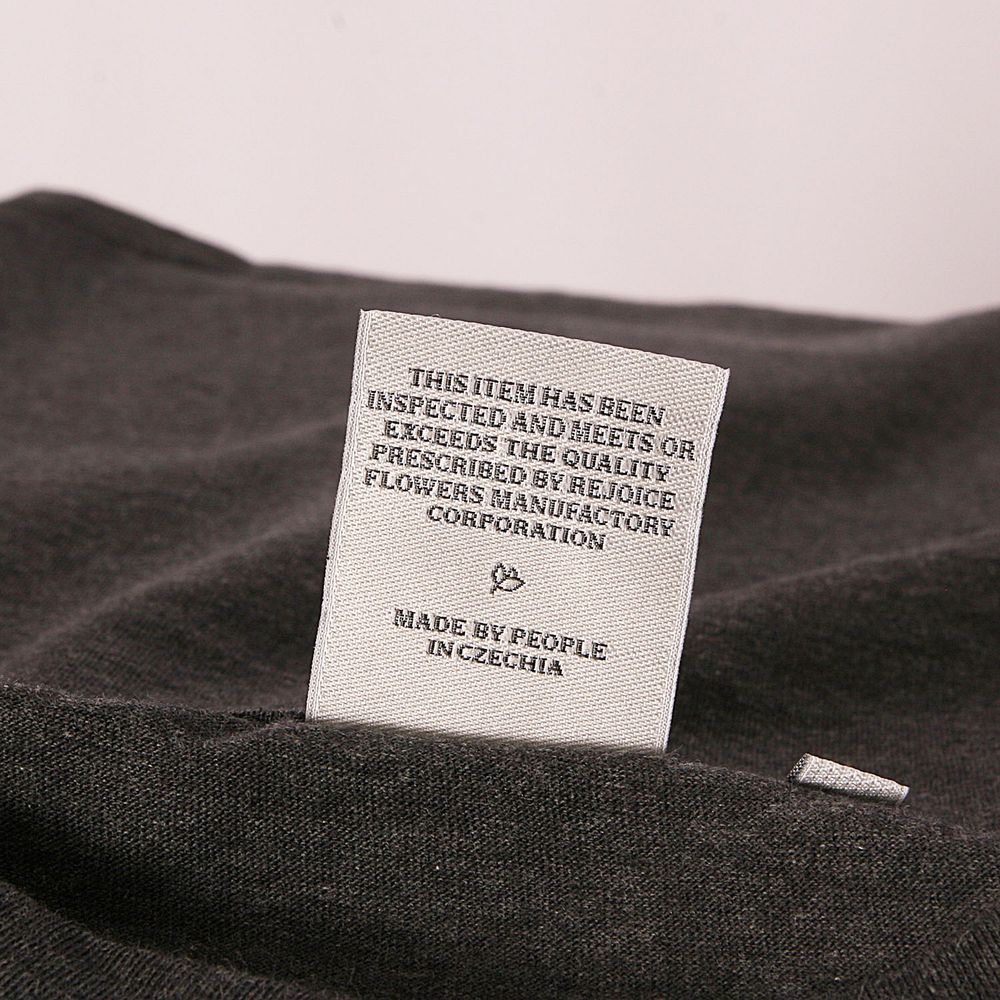 THIS ITEM HAS BEEN
INSPECTED AND MEETS OR
EXCEEDS THE QUALITY
PRESCRIBED BY REJOICE
FLOWERS MANUFACTORY
CORPORATION
MADE BY PEOPLE
IN CZECHIA